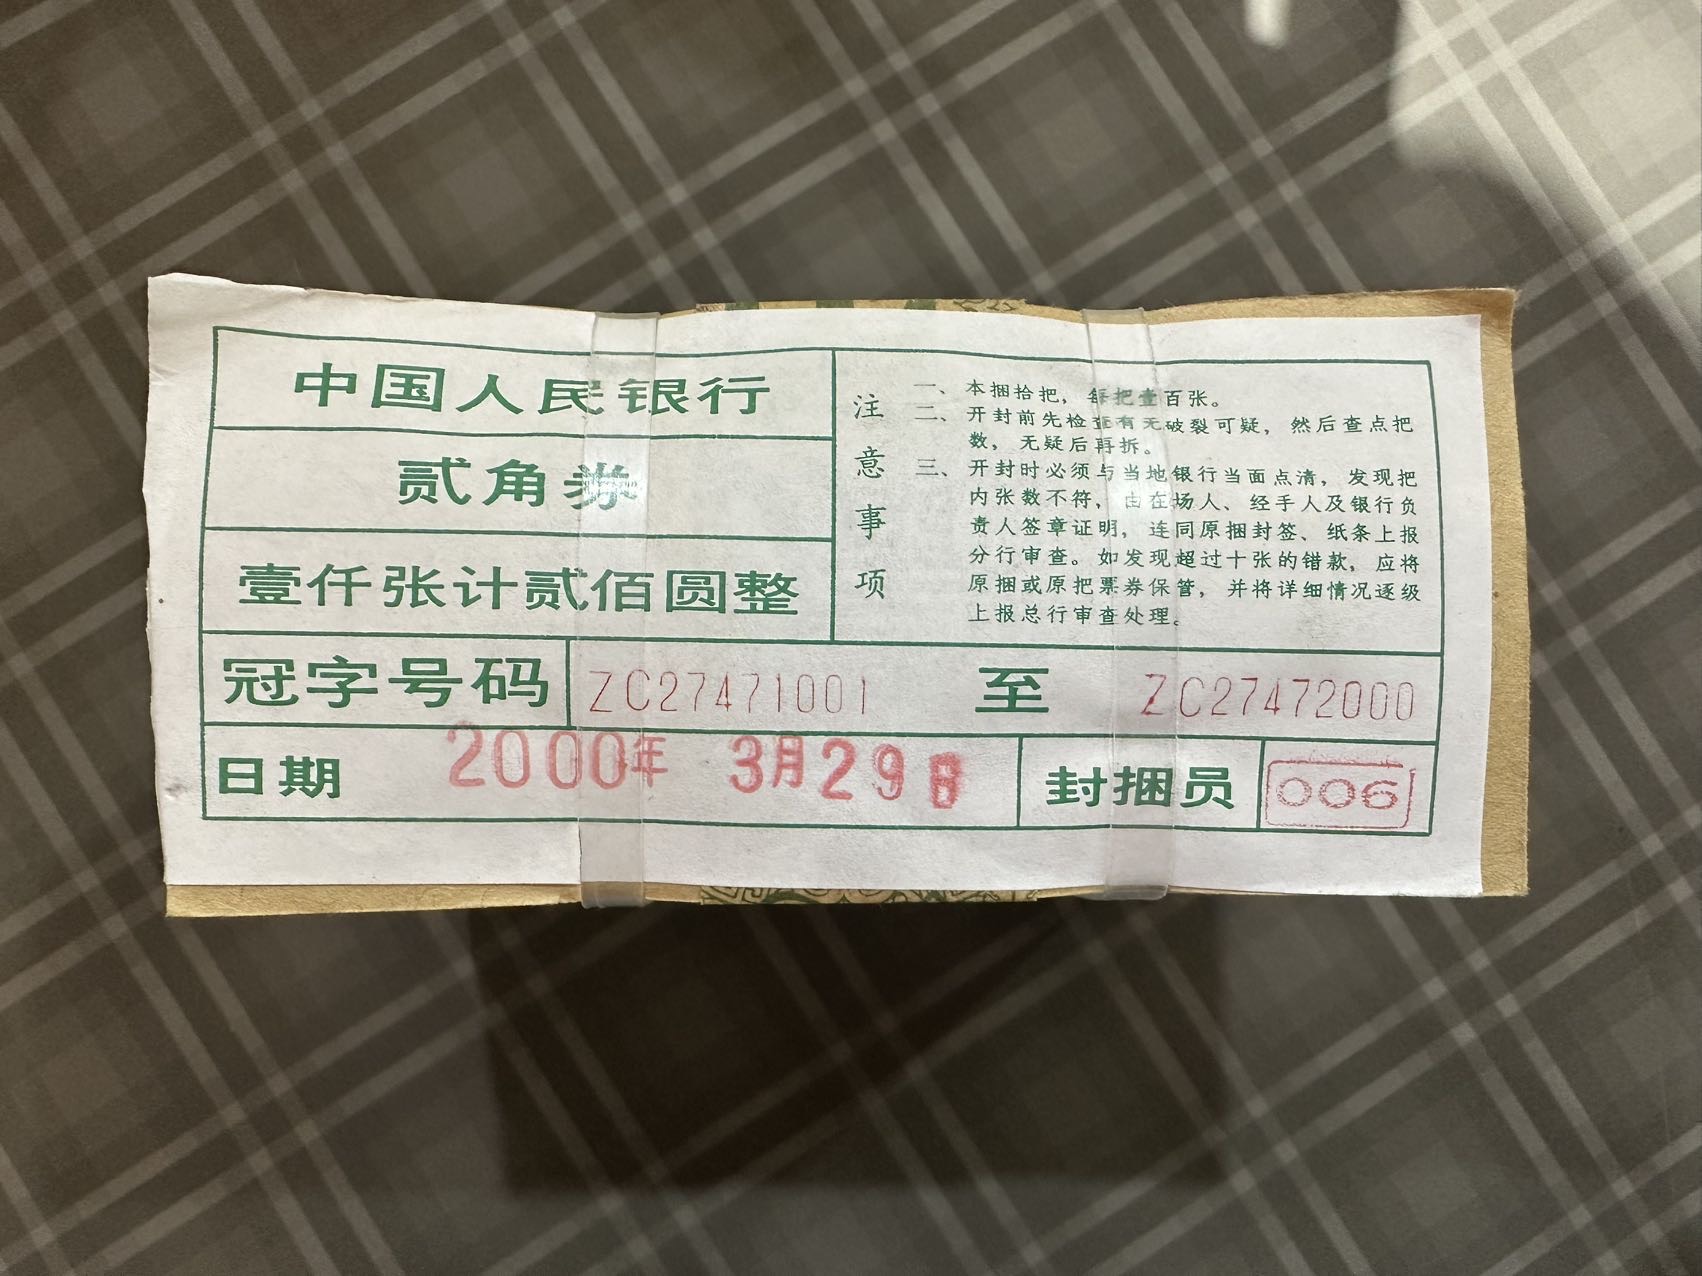 中国人民银行
贰角券
壹仟张计贰佰圆整
注意事项
一、本捆拾把，每把壹百张。
二、开封前先检查有无破裂可疑，然后查点把
数，无疑后再拆。
三、开封时必须与当地银行当面点清，发现把
内张数不符，由在场人、经手人及银行负
责人签章证明，连同原捆封签、纸条上报
分行审查。如发现超过十张的错款，应将
原捆或原把票券保管，并将详细情况逐级
上报总行审查处理。
冠字号码 ZC27471001 至 ZC27472000
日期 2000年 3月29日 封捆员 006